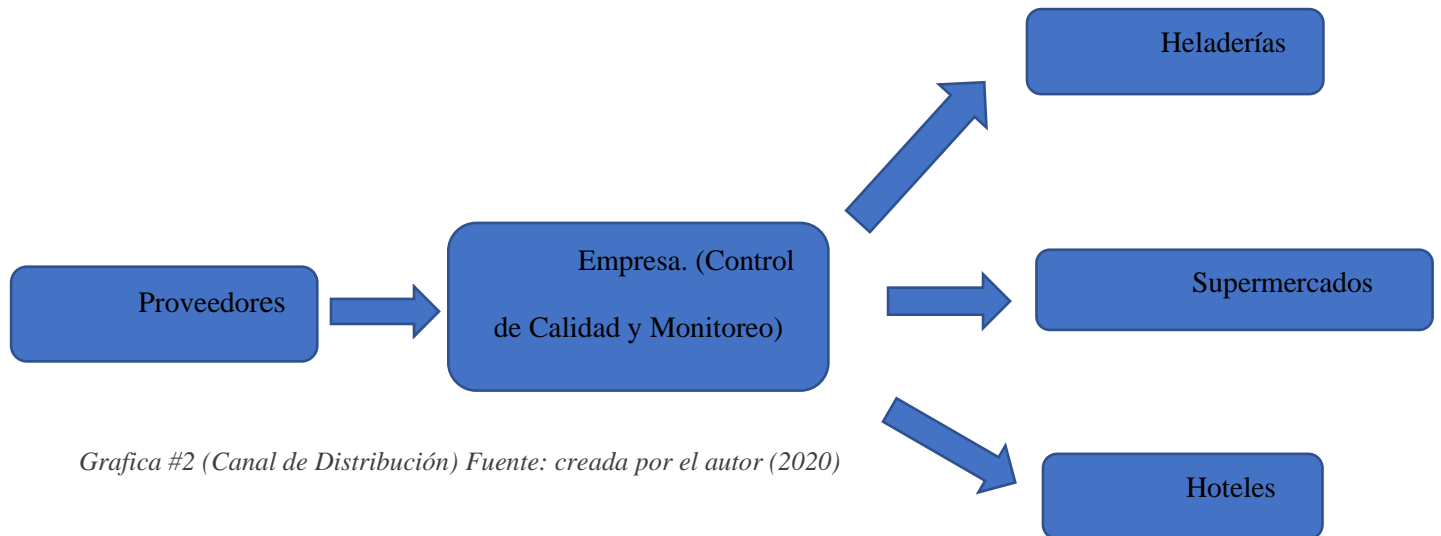 Heladerías
Proveedores
Empresa. (Control
de Calidad y Monitoreo)
Supermercados
Hoteles
Grafica #2 (Canal de Distribución) Fuente: creada por el autor (2020)